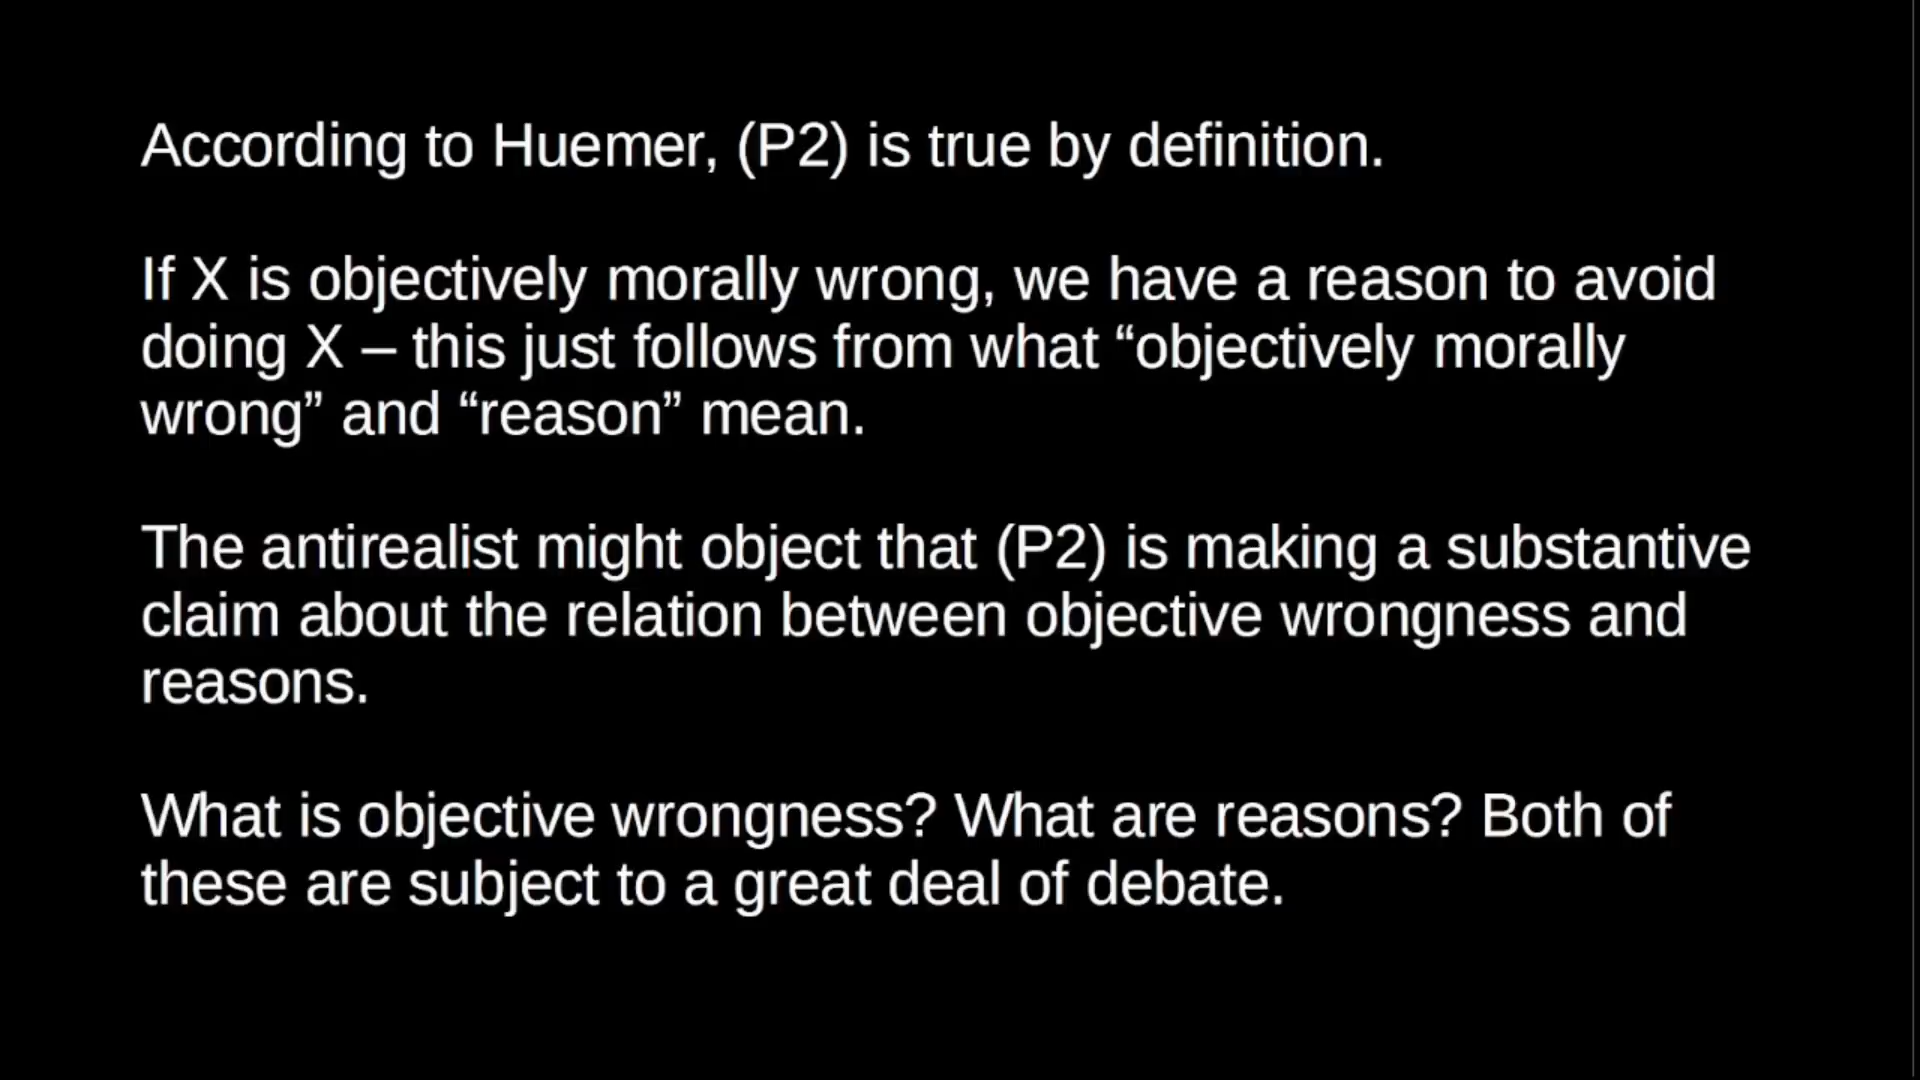 According to Huemer, (P2) is true by definition.
If X is objectively morally wrong, we have a reason to avoid
doing X – this just follows from what “objectively morally
wrong” and “reason” mean.
The antirealist might object that (P2) is making a substantive
claim about the relation between objective wrongness and
reasons.
What is objective wrongness? What are reasons? Both of
these are subject to a great deal of debate.